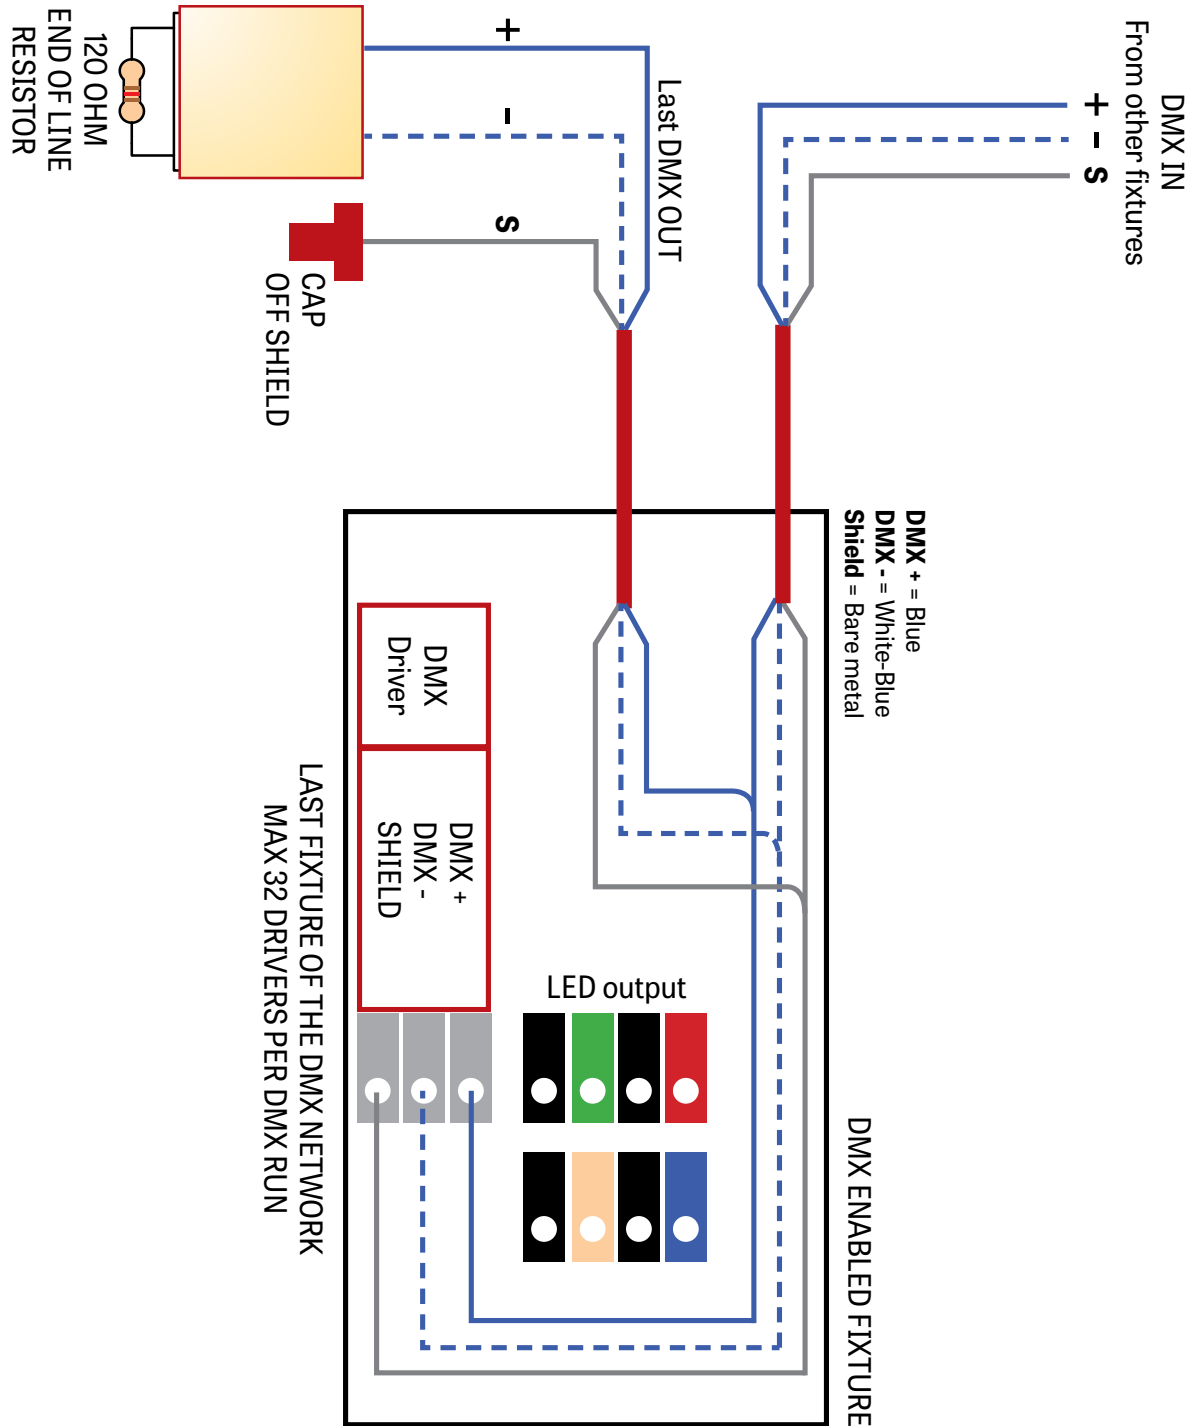 DMX IN
From other fixtures
+
-
S
Last DMX OUT
+
-
S
120 OHM
END OF LINE
RESISTOR
CAP
OFF SHIELD
DMX + = Blue
DMX - = White-Blue
Shield = Bare metal
DMX ENABLED FIXTURE
DMX
Driver
DMX +
DMX -
SHIELD
LED output
LAST FIXTURE OF THE DMX NETWORK
MAX 32 DRIVERS PER DMX RUN